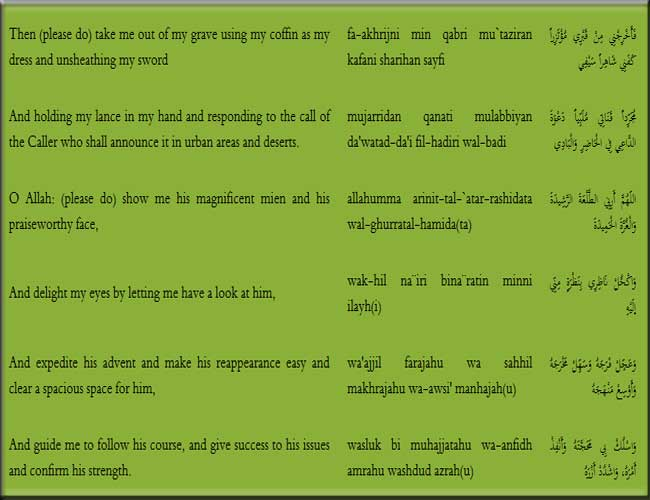 Then (please do) take me out of my grave using my coffin as my
dress and unsheathing my sword
fa-akhrijni min qabri mu`taziran
kafani sharihan sayfi
فَأَخْرِجْنِي مِنْ قَبْرِي مُؤْتَزِراً
كَفَنِي شَاهِراً سَيْفِي
And holding my lance in my hand and responding to the call of
the Caller who shall announce it in urban areas and deserts.
mujarridan qanati mulabbiyan
da'watad-da'i fil-hadiri wal-badi
مُجَرِّداً قَنَاتِي مُلَبِّياً دَعْوَةَ
الدَّاعِي فِي الْحَاضِرِ وَالْبَادِي
O Allah: (please do) show me his magnificent mien and his
praiseworthy face,
allahumma arinit-tal-`atar-rashidata
wal-ghurratal-hamida(ta)
اللَّهُمَّ أَرِنِي الطَّلْعَةَ الرَّشِيدَةَ
وَالْغُرَّةَ الْحَمِيدَةَ
And delight my eyes by letting me have a look at him,
wak-hil na¨iri bina¨ratin minni
ilayh(i)
وَاكْحُلْ نَاظِرِي بِنَظْرَةٍ مِنِّي
إِلَيْهِ
And expedite his advent and make his reappearance easy and
clear a spacious space for him,
wa'ajjil farajahu wa sahhil
makhrajahu wa-awsi' manhajah(u)
وَعَجِّلْ فَرَجَهُ وَسَهِّلْ مَخْرَجَهُ
وَأَوْسِعْ مَنْهَجَهُ
And guide me to follow his course, and give success to his issues
and confirm his strength.
wasluk bi muhajjatahu wa-anfidh
amrahu washdud azrah(u)
وَاسْلُكْ بِي مَحَجَّتَهُ وَأَنْفِذْ
أَمْرَهُ، وَاشْدُدْ أَزْرَهُ